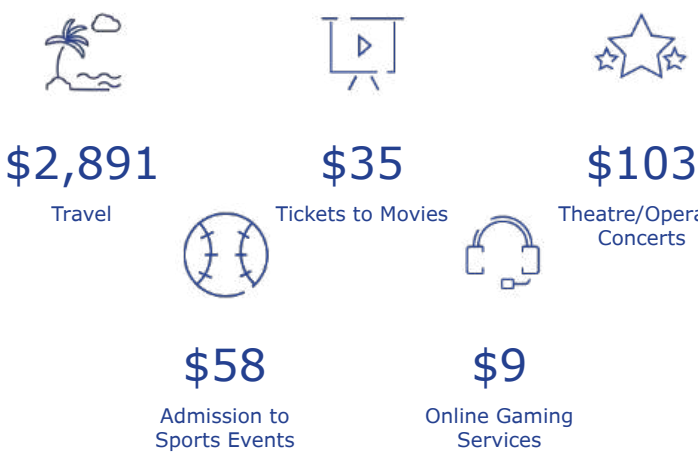 $2,891
Travel
$35
Tickets to Movies
$103
Theatre/Opera
Concerts
$58
Admission to
Sports Events
$9
Online Gaming
Services